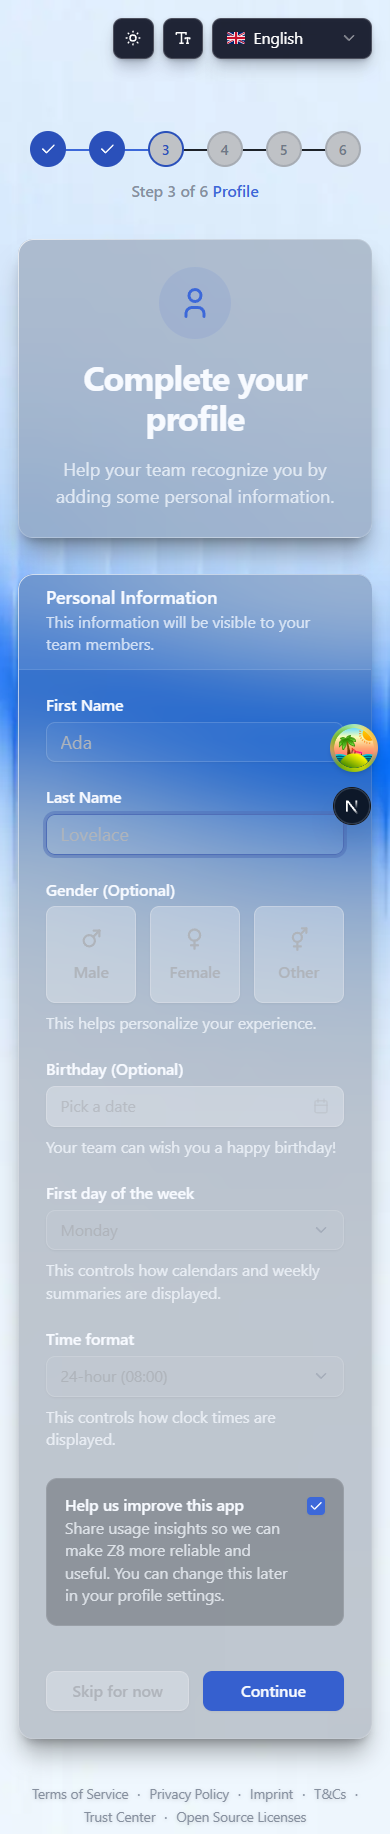 English
3
4
5
6
Step 3 of 6 Profile
Complete your
profile
Help your team recognize you by
adding some personal information.
Personal Information
This information will be visible to your
team members.
First Name
Ada
Last Name
Lovelace
Gender (Optional)
Male
Female
Other
This helps personalize your experience.
Birthday (Optional)
Pick a date
Your team can wish you a happy birthday!
First day of the week
Monday
This controls how calendars and weekly
summaries are displayed.
Time format
24-hour (08:00)
This controls how clock times are
displayed.
Help us improve this app
Share usage insights so we can
make Z8 more reliable and
useful. You can change this later
in your profile settings.
Skip for now
Continue
Terms of Service · Privacy Policy · Imprint · T&Cs ·
Trust Center · Open Source Licenses